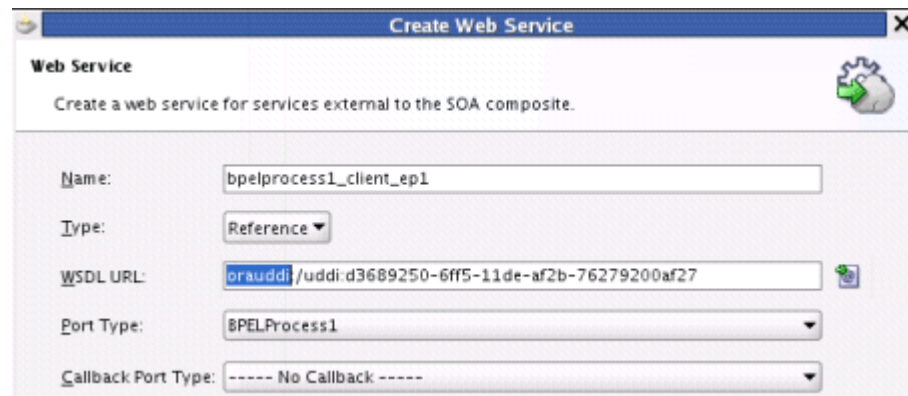 Create Web Service
Web Service
Create a web service for services external to the SOA composite.
Name: bpelprocess1_client_ep1
Type: Reference
WSDL URL: orauddi:/uddi:d3689250-6ff5-11de-af2b-76279200af27
Port Type: BPELProcess1
Callback Port Type: ----- No Callback -----